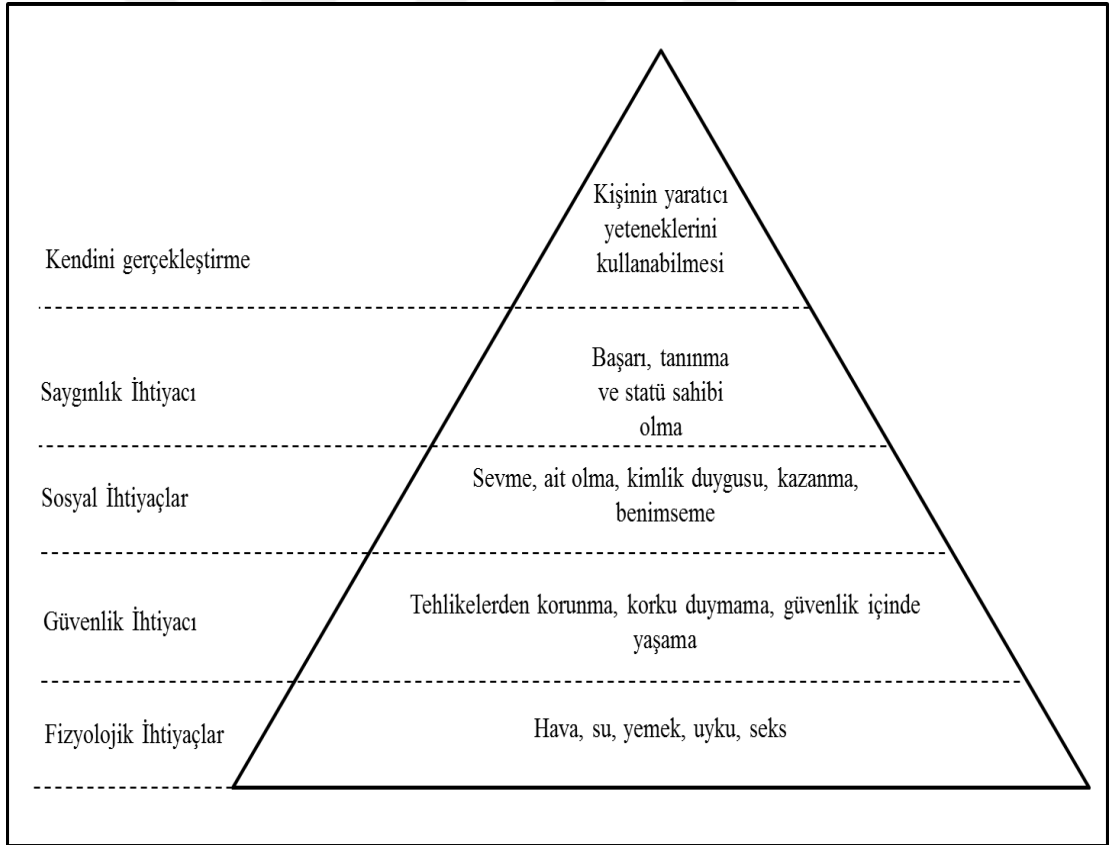 Kişinin yaratıcı
yeteneklerini
kullanabilmesi
Kendini gerçekleştirme
Başarı, tanınma
ve statü sahibi
olma
Saygınlık İhtiyacı
Sevme, ait olma, kimlik duygusu, kazanma,
benimseme
Sosyal İhtiyaçlar
Tehlikelerden korunma, korku duymama, güvenlik içinde
yaşama
Güvenlik İhtiyacı
Hava, su, yemek, uyku, seks
Fizyolojik İhtiyaçlar